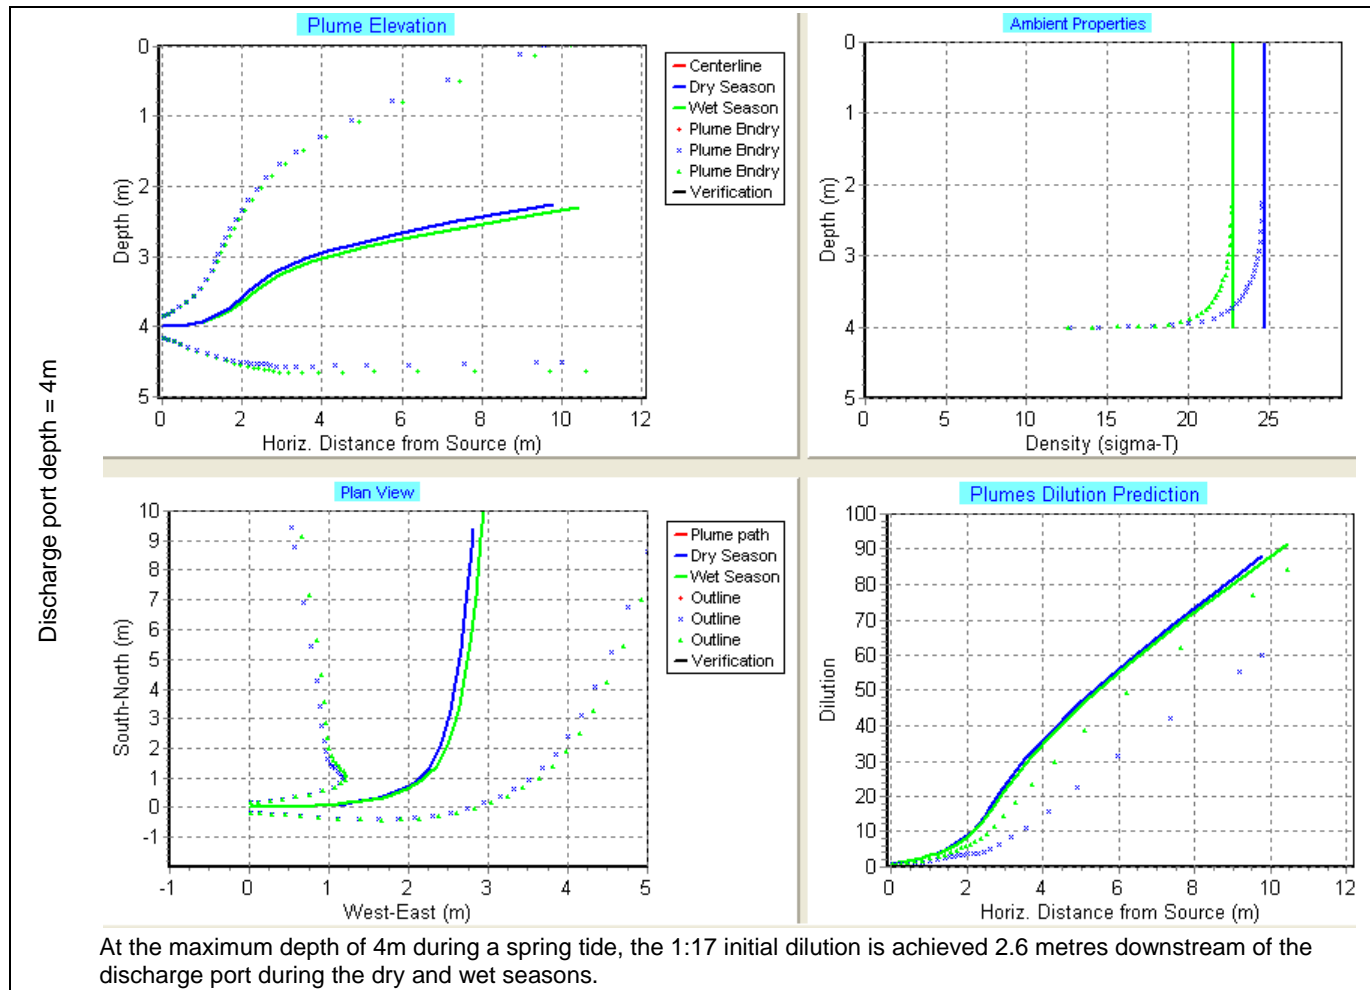 Discharge port depth = 4m
Plume Elevation
0
1
2
3
4
5
Depth (m)
0
2
4
6
8
10
12
Horiz. Distance from Source (m)
Centerline
Dry Season
Wet Season
Plume Bndry
Plume Bndry
Plume Bndry
Verification
Ambient Properties
0
1
2
3
4
5
Depth (m)
0
5
10
15
20
25
Density (sigma-T)
Plan View
10
9
8
7
6
5
4
3
2
1
0
-1
South-North (m)
-1
0
1
2
3
4
5
West-East (m)
Plume path
Dry Season
Wet Season
Outline
Outline
Outline
Verification
Plumes Dilution Prediction
100
90
80
70
60
50
40
30
20
10
0
Dilution
0
2
4
6
8
10
12
Horiz. Distance from Source (m)
At the maximum depth of 4m during a spring tide, the 1:17 initial dilution is achieved 2.6 metres downstream of the
discharge port during the dry and wet seasons.